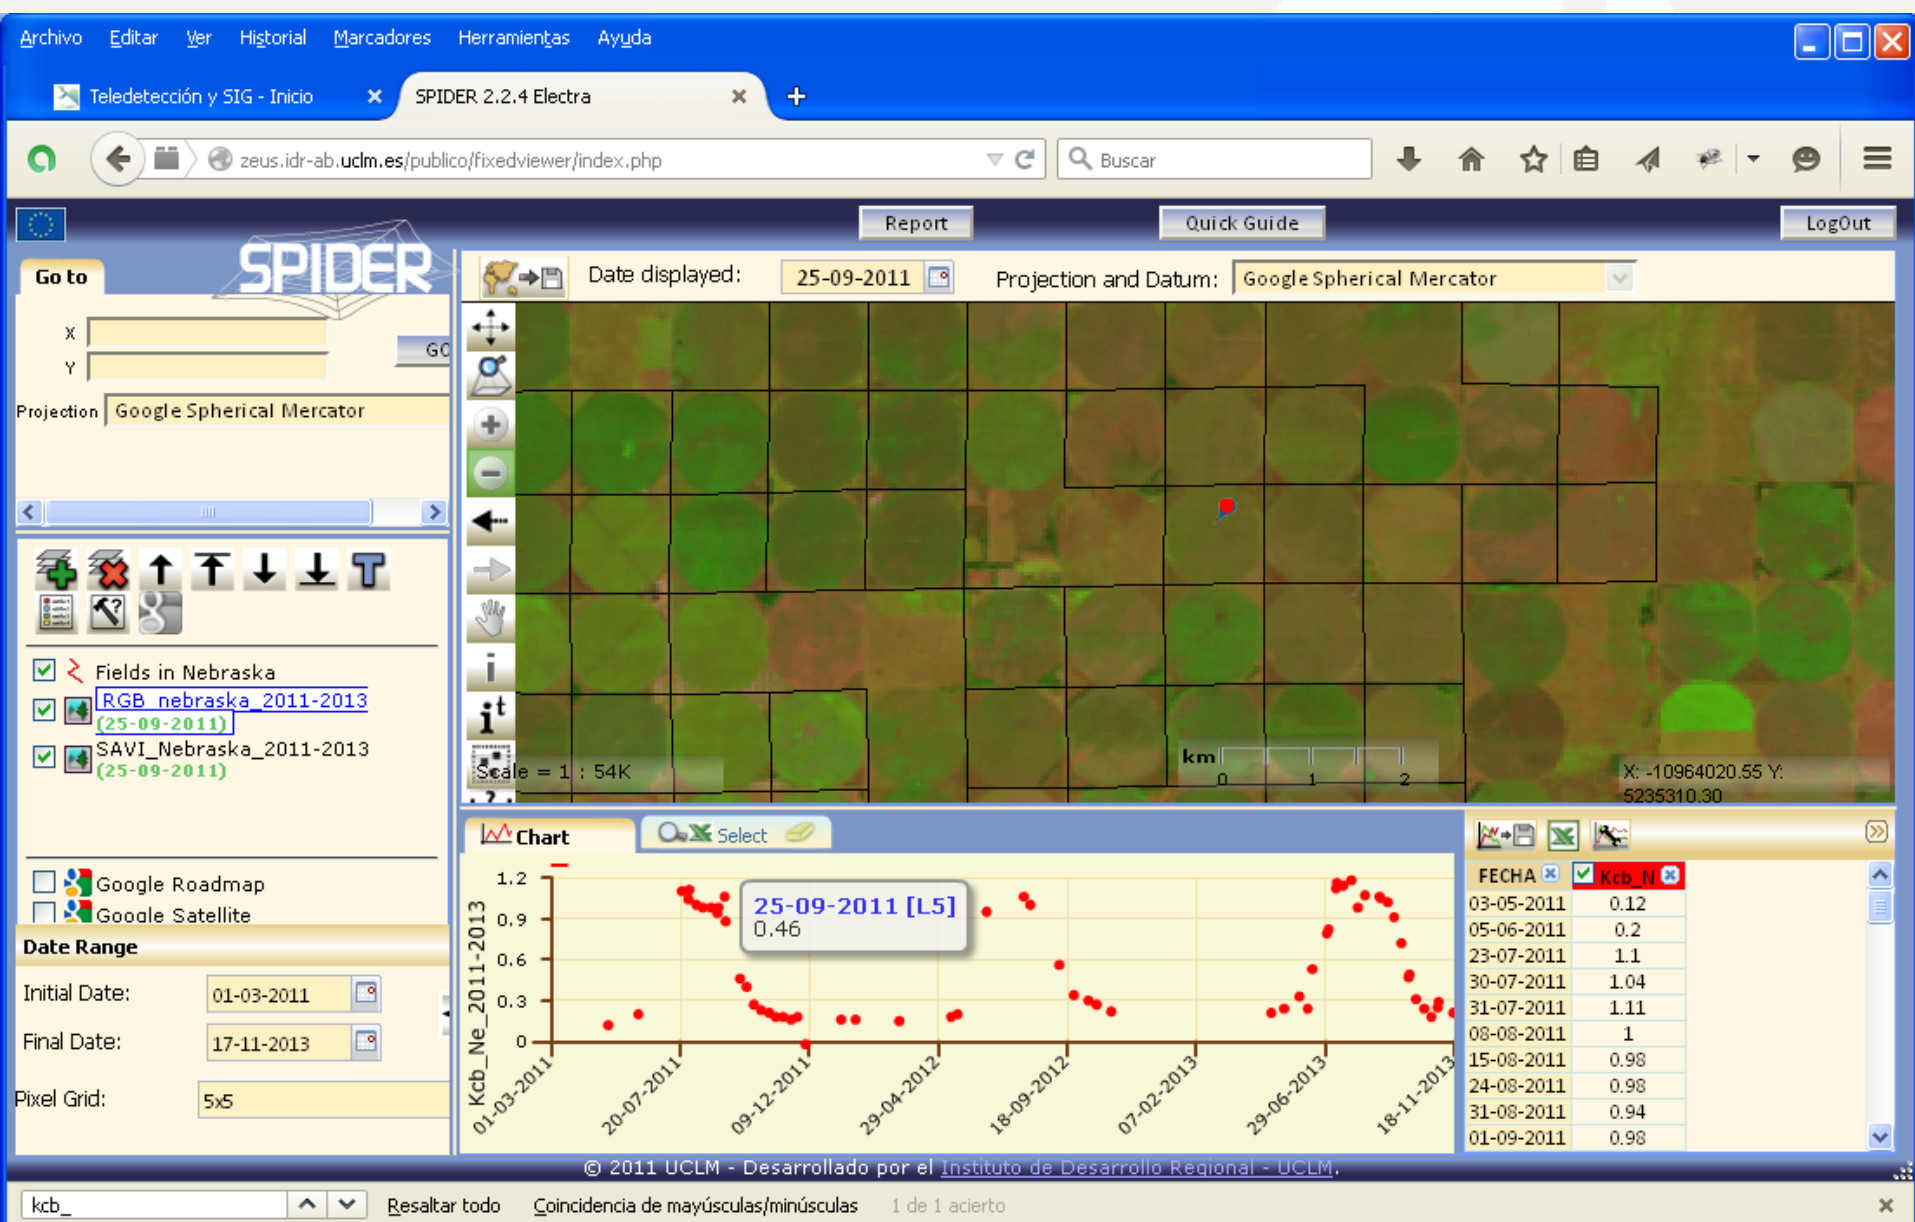 Archivo Editar Ver Historial Marcadores Herramientas Ayuda
Teledetección y SIG - Inicio
SPIDER 2.2.4 Electra
zeus.idr-ab.uclm.es/publico/fixedviewer/index.php
Buscar
Report
Quick Guide
LogOut
SPIDER
Go to
X
Y
GO
Projection Google Spherical Mercator
Date displayed: 25-09-2011
Projection and Datum: Google Spherical Mercator
Fields in Nebraska
RGB_nebraska_2011-2013
(25-09-2011)
SAVI_Nebraska_2011-2013
(25-09-2011)
Google Roadmap
Google Satellite
Date Range
Initial Date: 01-03-2011
Final Date: 17-11-2013
Pixel Grid: 5x5
Scale = 1 : 54K
km
0 1 2
X: -10964020.55 Y:
5235310.30
Chart
Select
Kcb_Ne_2011-2013
1.2
0.9
0.6
0.3
0
25-09-2011 [L5]
0.46
01-03-2011 20-07-2011 09-12-2011 29-04-2012 18-09-2012 07-02-2013 29-06-2013 18-11-2013
FECHA Kcb_N
03-05-2011 0.12
05-06-2011 0.2
23-07-2011 1.1
30-07-2011 1.04
31-07-2011 1.11
08-08-2011 1
15-08-2011 0.98
24-08-2011 0.98
31-08-2011 0.94
01-09-2011 0.98
© 2011 UCLM - Desarrollado por el Instituto de Desarrollo Regional - UCLM.
kcb_
Resaltar todo
Coincidencia de mayúsculas/minúsculas
1 de 1 acierto